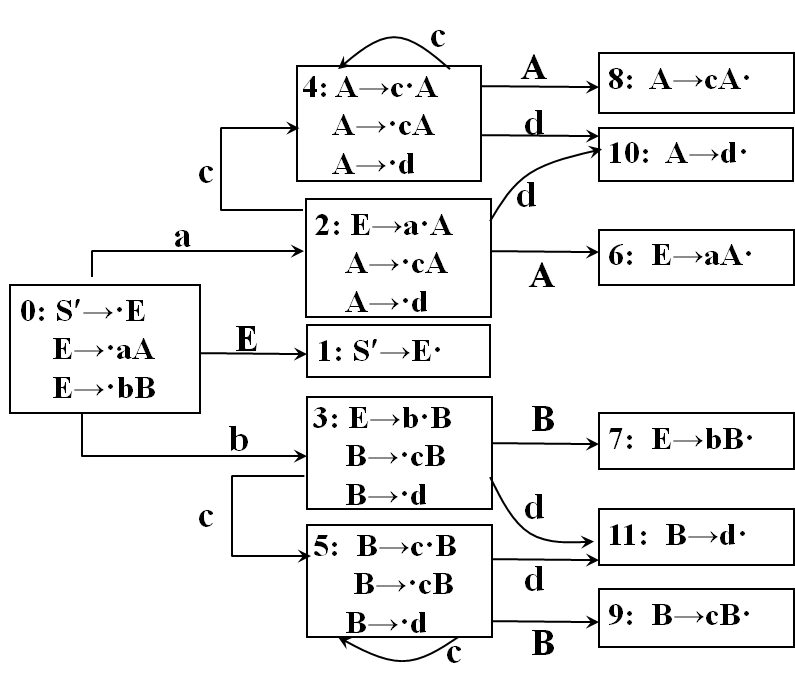 c
4: A→c·A
A→·cA
A→·d
A
8: A→cA·
d
10: A→d·
c
d
2: E→a·A
A→·cA
A→·d
a
A
6: E→aA·
0: S′→·E
E→·aA
E→·bB
E
1: S′→E·
b
3: E→b·B
B→·cB
B→·d
B
7: E→bB·
c
d
11: B→d·
5: B→c·B
B→·cB
B→·d
d
B
9: B→cB·
c